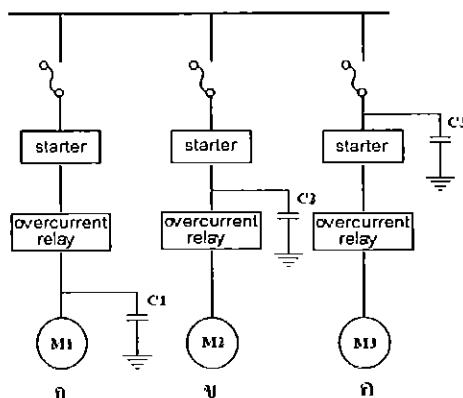 starter
starter
starter
C3
C2
overcurrent
relay
overcurrent
relay
overcurrent
relay
C1
M1
M2
M3
ก
ข
ค